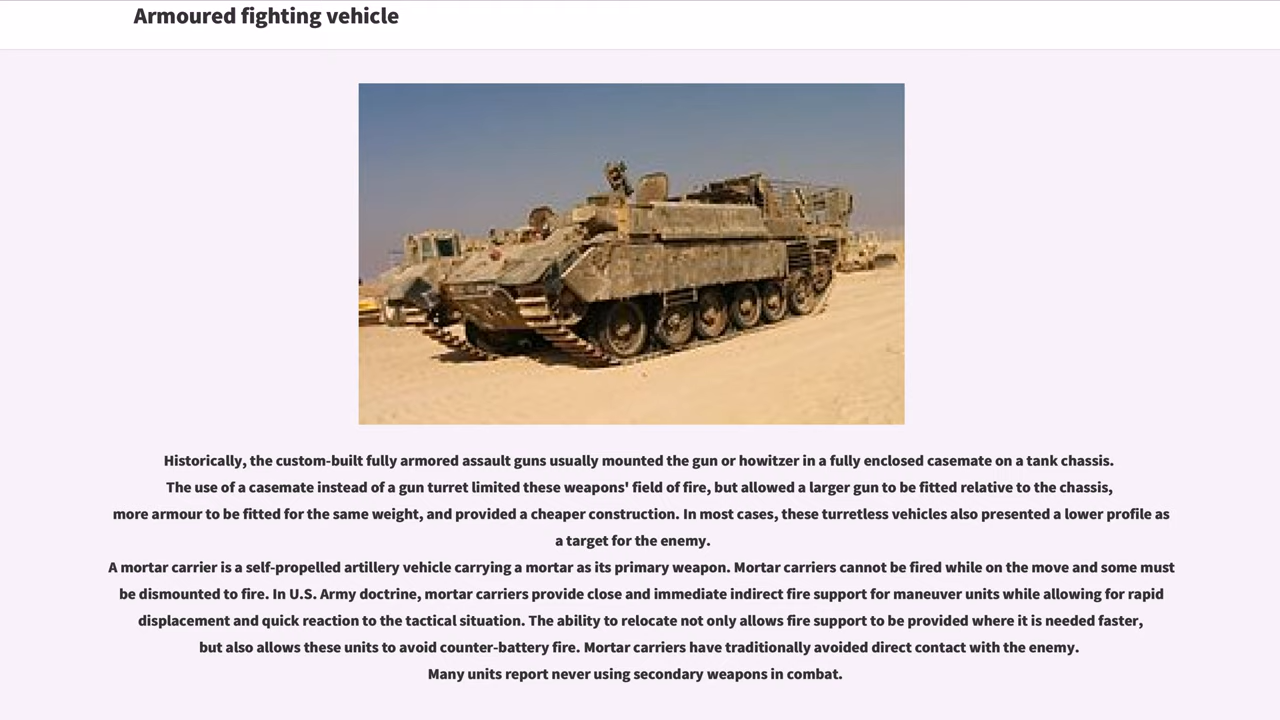 Armoured fighting vehicle
Historically, the custom-built fully armored assault guns usually mounted the gun or howitzer in a fully enclosed casemate on a tank chassis.
The use of a casemate instead of a gun turret limited these weapons' field of fire, but allowed a larger gun to be fitted relative to the chassis,
more armour to be fitted for the same weight, and provided a cheaper construction. In most cases, these turretless vehicles also presented a lower profile as
a target for the enemy.
A mortar carrier is a self-propelled artillery vehicle carrying a mortar as its primary weapon. Mortar carriers cannot be fired while on the move and some must
be dismounted to fire. In U.S. Army doctrine, mortar carriers provide close and immediate indirect fire support for maneuver units while allowing for rapid
displacement and quick reaction to the tactical situation. The ability to relocate not only allows fire support to be provided where it is needed faster,
but also allows these units to avoid counter-battery fire. Mortar carriers have traditionally avoided direct contact with the enemy.
Many units report never using secondary weapons in combat.